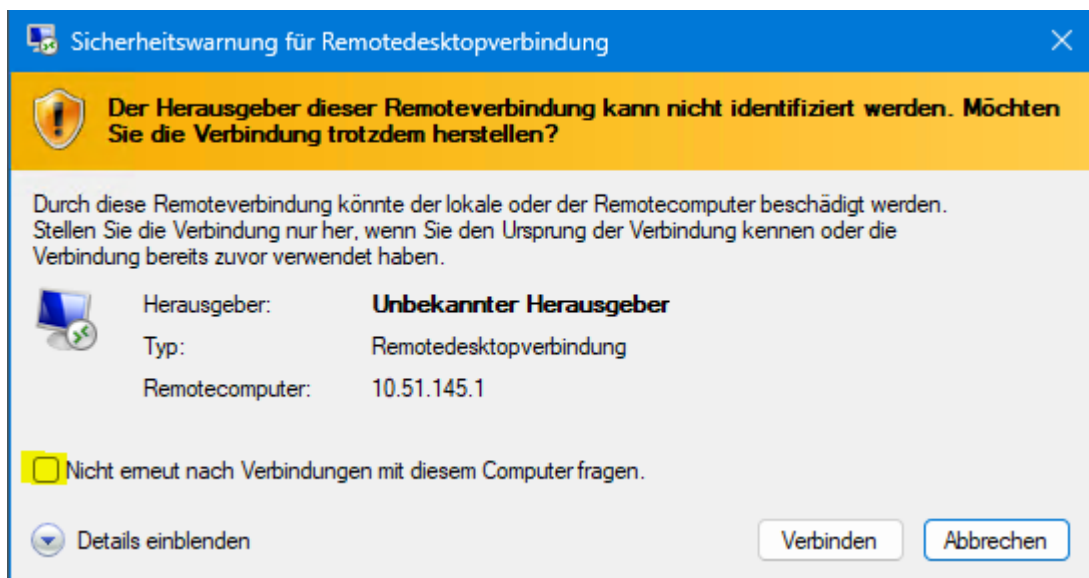 Sicherheitswarnung für Remotedesktopverbindung
Der Herausgeber dieser Remoteverbindung kann nicht identifiziert werden. Möchten
Sie die Verbindung trotzdem herstellen?
Durch diese Remoteverbindung könnte der lokale oder der Remotecomputer beschädigt werden.
Stellen Sie die Verbindung nur her, wenn Sie den Ursprung der Verbindung kennen oder die
Verbindung bereits zuvor verwendet haben.
Herausgeber: Unbekannter Herausgeber
Typ: Remotedesktopverbindung
Remotecomputer: 10.51.145.1
Nicht erneut nach Verbindungen mit diesem Computer fragen.
Details einblenden Verbinden Abbrechen